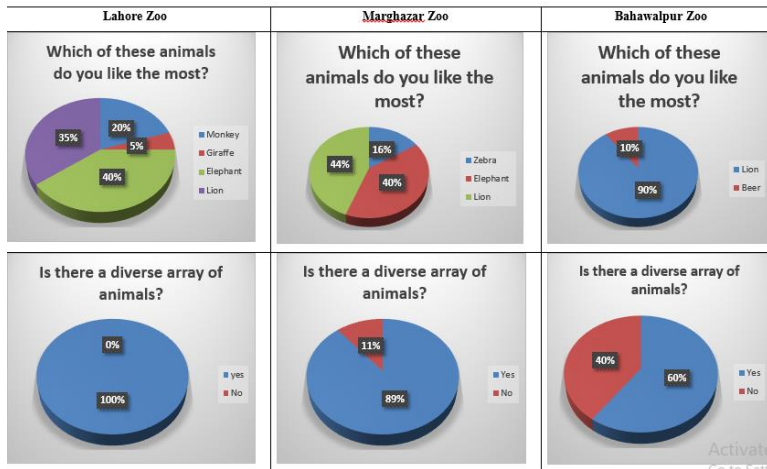 Lahore Zoo
Marghazar Zoo
Bahawalpur Zoo
Which of these animals
do you like the most?
20%
5%
35%
40%
Monkey
Giraffe
Elephant
Lion
Which of these
animals do you like the
most?
16%
44%
40%
Zebra
Elephant
Lion
Which of these
animals do you like
the most?
10%
90%
Lion
Beer
Is there a diverse array of
animals?
0%
100%
yes
No
Is there a diverse array of
animals?
11%
89%
Yes
No
Is there a diverse array of
animals?
40%
60%
Yes
No